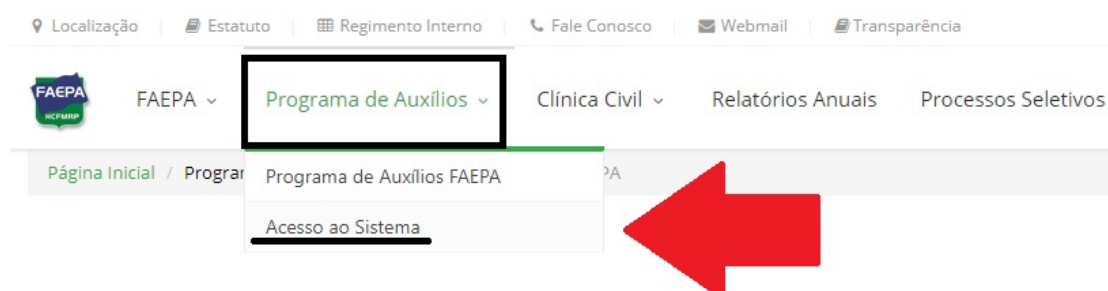 Localização Estatuto Regimento Interno Fale Conosco Webmail Transparência
FAEPA
HCFMRP
FAEPA Programa de Auxílios Clínica Civil Relatórios Anuais Processos Seletivos
Página Inicial / Progra PA
Programa de Auxílios FAEPA
Acesso ao Sistema